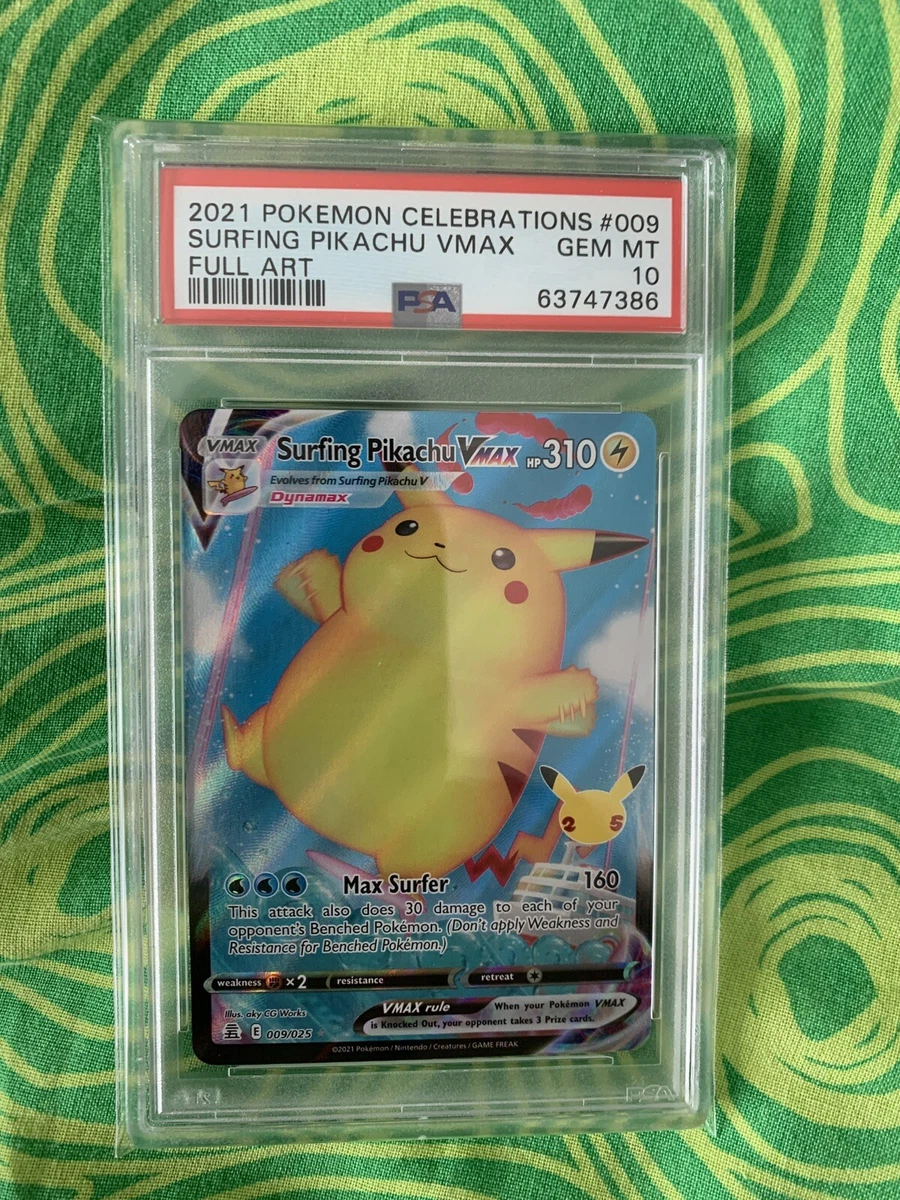 2021 POKEMON CELEBRATIONS #009
SURFING PIKACHU VMAX GEM MT
FULL ART 10
PSA 63747386
VMAX Surfing Pikachu VMAX HP 310
Evolves from Surfing Pikachu V
Dynamax
25
Max Surfer 160
This attack also does 30 damage to each of your
opponent's Benched Pokémon. (Don't apply Weakness and
Resistance for Benched Pokémon.)
weakness ×2 resistance retreat
VMAX rule When your Pokémon VMAX
is Knocked Out, your opponent takes 3 Prize cards.
Illus. aky CG Works
E 009/025
©2021 Pokémon / Nintendo / Creatures / GAME FREAK
PSA